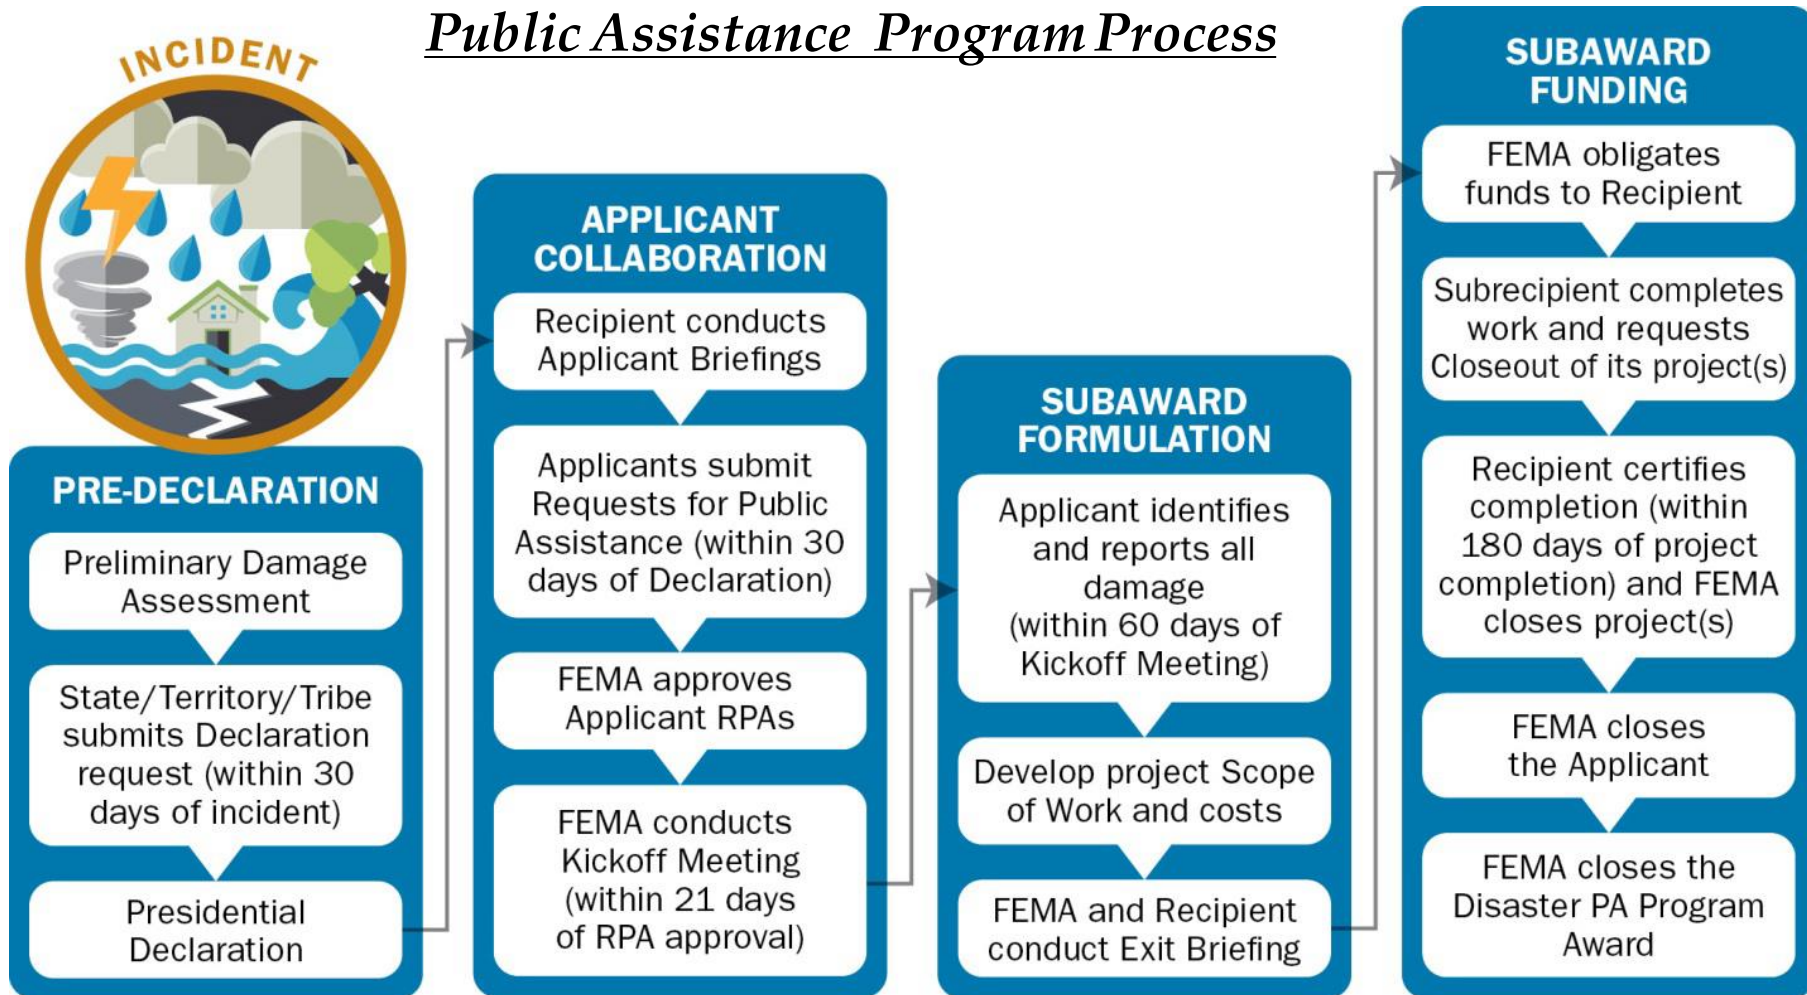 Public Assistance Program Process
INCIDENT
PRE-DECLARATION
Preliminary Damage
Assessment
State/Territory/Tribe
submits Declaration
request (within 30
days of incident)
Presidential
Declaration
APPLICANT
COLLABORATION
Recipient conducts
Applicant Briefings
Applicants submit
Requests for Public
Assistance (within 30
days of Declaration)
FEMA approves
Applicant RPAs
FEMA conducts
Kickoff Meeting
(within 21 days
of RPA approval)
SUBAWARD
FORMULATION
Applicant identifies
and reports all
damage
(within 60 days of
Kickoff Meeting)
Develop project Scope
of Work and costs
FEMA and Recipient
conduct Exit Briefing
SUBAWARD
FUNDING
FEMA obligates
funds to Recipient
Subrecipient completes
work and requests
Closeout of its project(s)
Recipient certifies
completion (within
180 days of project
completion) and FEMA
closes project(s)
FEMA closes
the Applicant
FEMA closes the
Disaster PA Program
Award